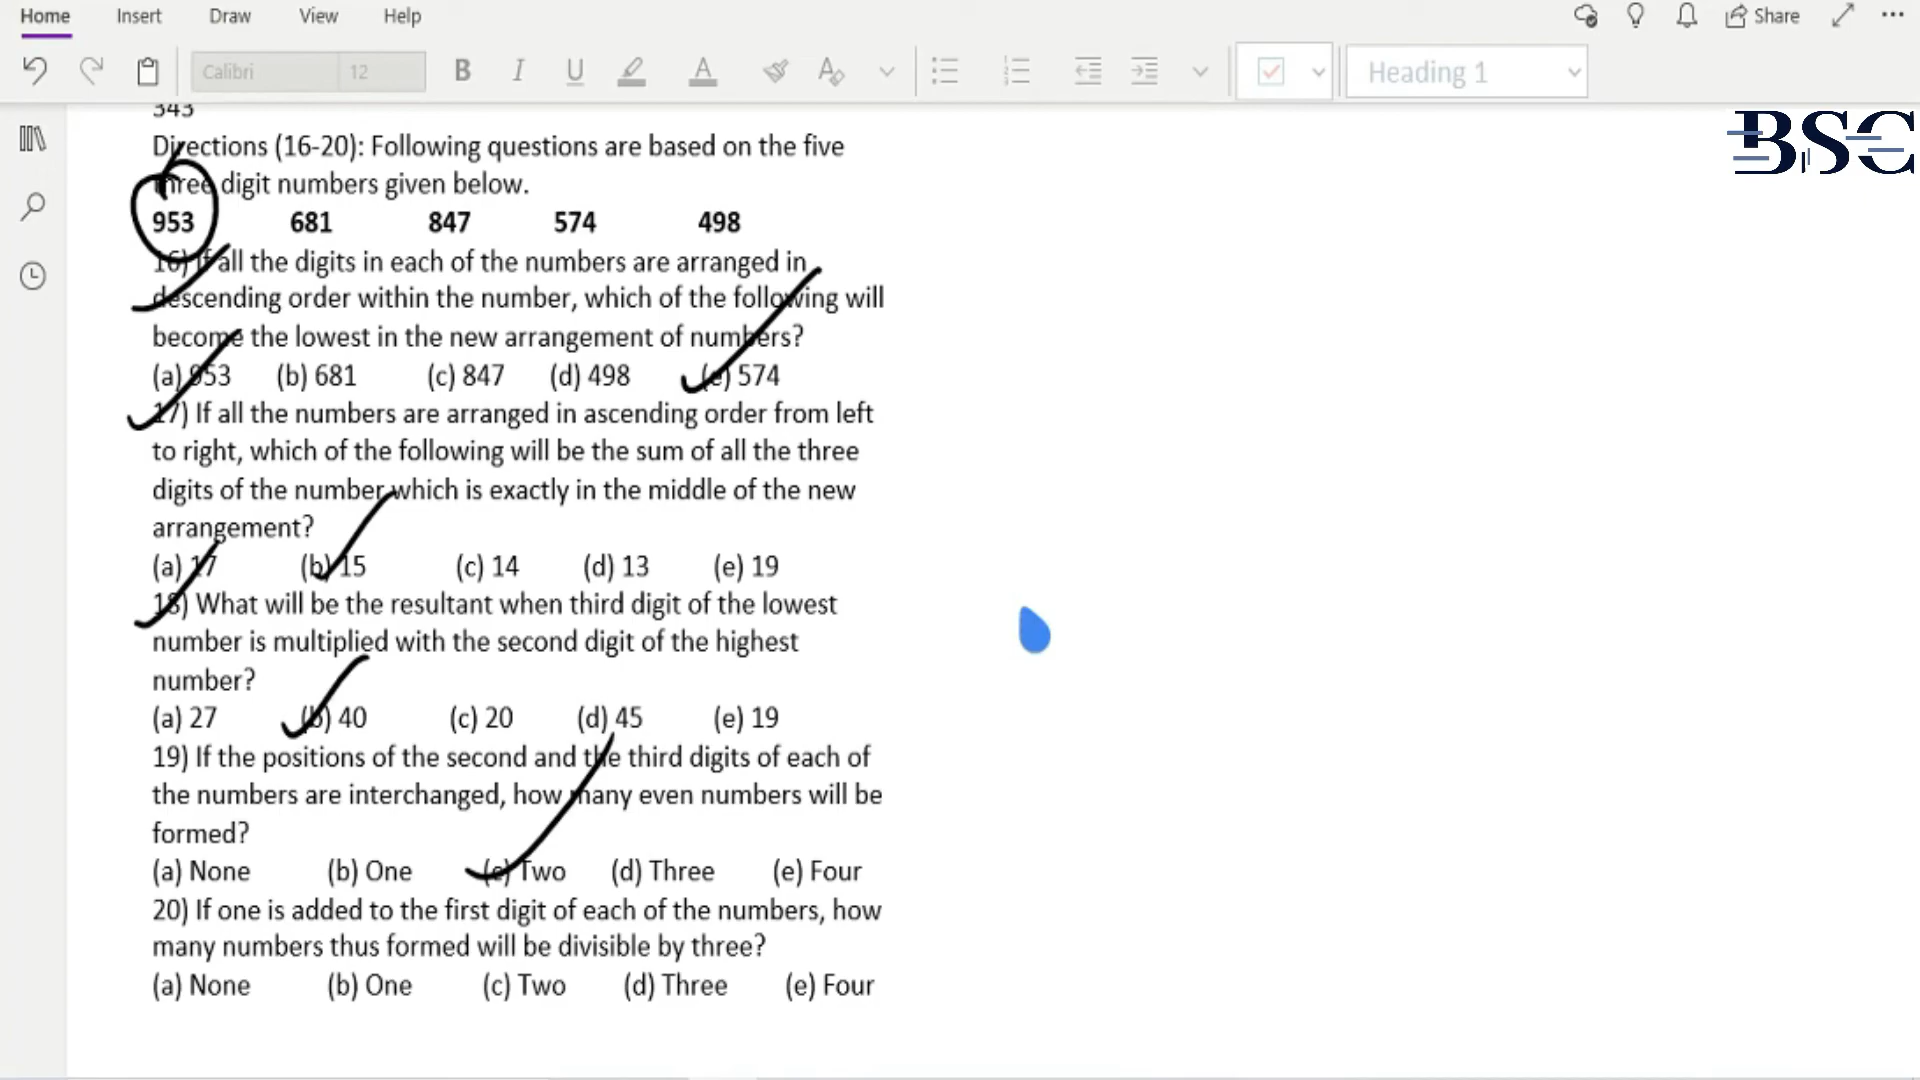 Home Insert Draw View Help Share
Calibri 12 B I U A Heading 1
343
BSC
Directions (16-20): Following questions are based on the five
three digit numbers given below.
953 681 847 574 498
16) If all the digits in each of the numbers are arranged in
descending order within the number, which of the following will
become the lowest in the new arrangement of numbers?
(a) 953 (b) 681 (c) 847 (d) 498 (e) 574
17) If all the numbers are arranged in ascending order from left
to right, which of the following will be the sum of all the three
digits of the number which is exactly in the middle of the new
arrangement?
(a) 17 (b) 15 (c) 14 (d) 13 (e) 19
18) What will be the resultant when third digit of the lowest
number is multiplied with the second digit of the highest
number?
(a) 27 (b) 40 (c) 20 (d) 45 (e) 19
19) If the positions of the second and the third digits of each of
the numbers are interchanged, how many even numbers will be
formed?
(a) None (b) One (c) Two (d) Three (e) Four
20) If one is added to the first digit of each of the numbers, how
many numbers thus formed will be divisible by three?
(a) None (b) One (c) Two (d) Three (e) Four